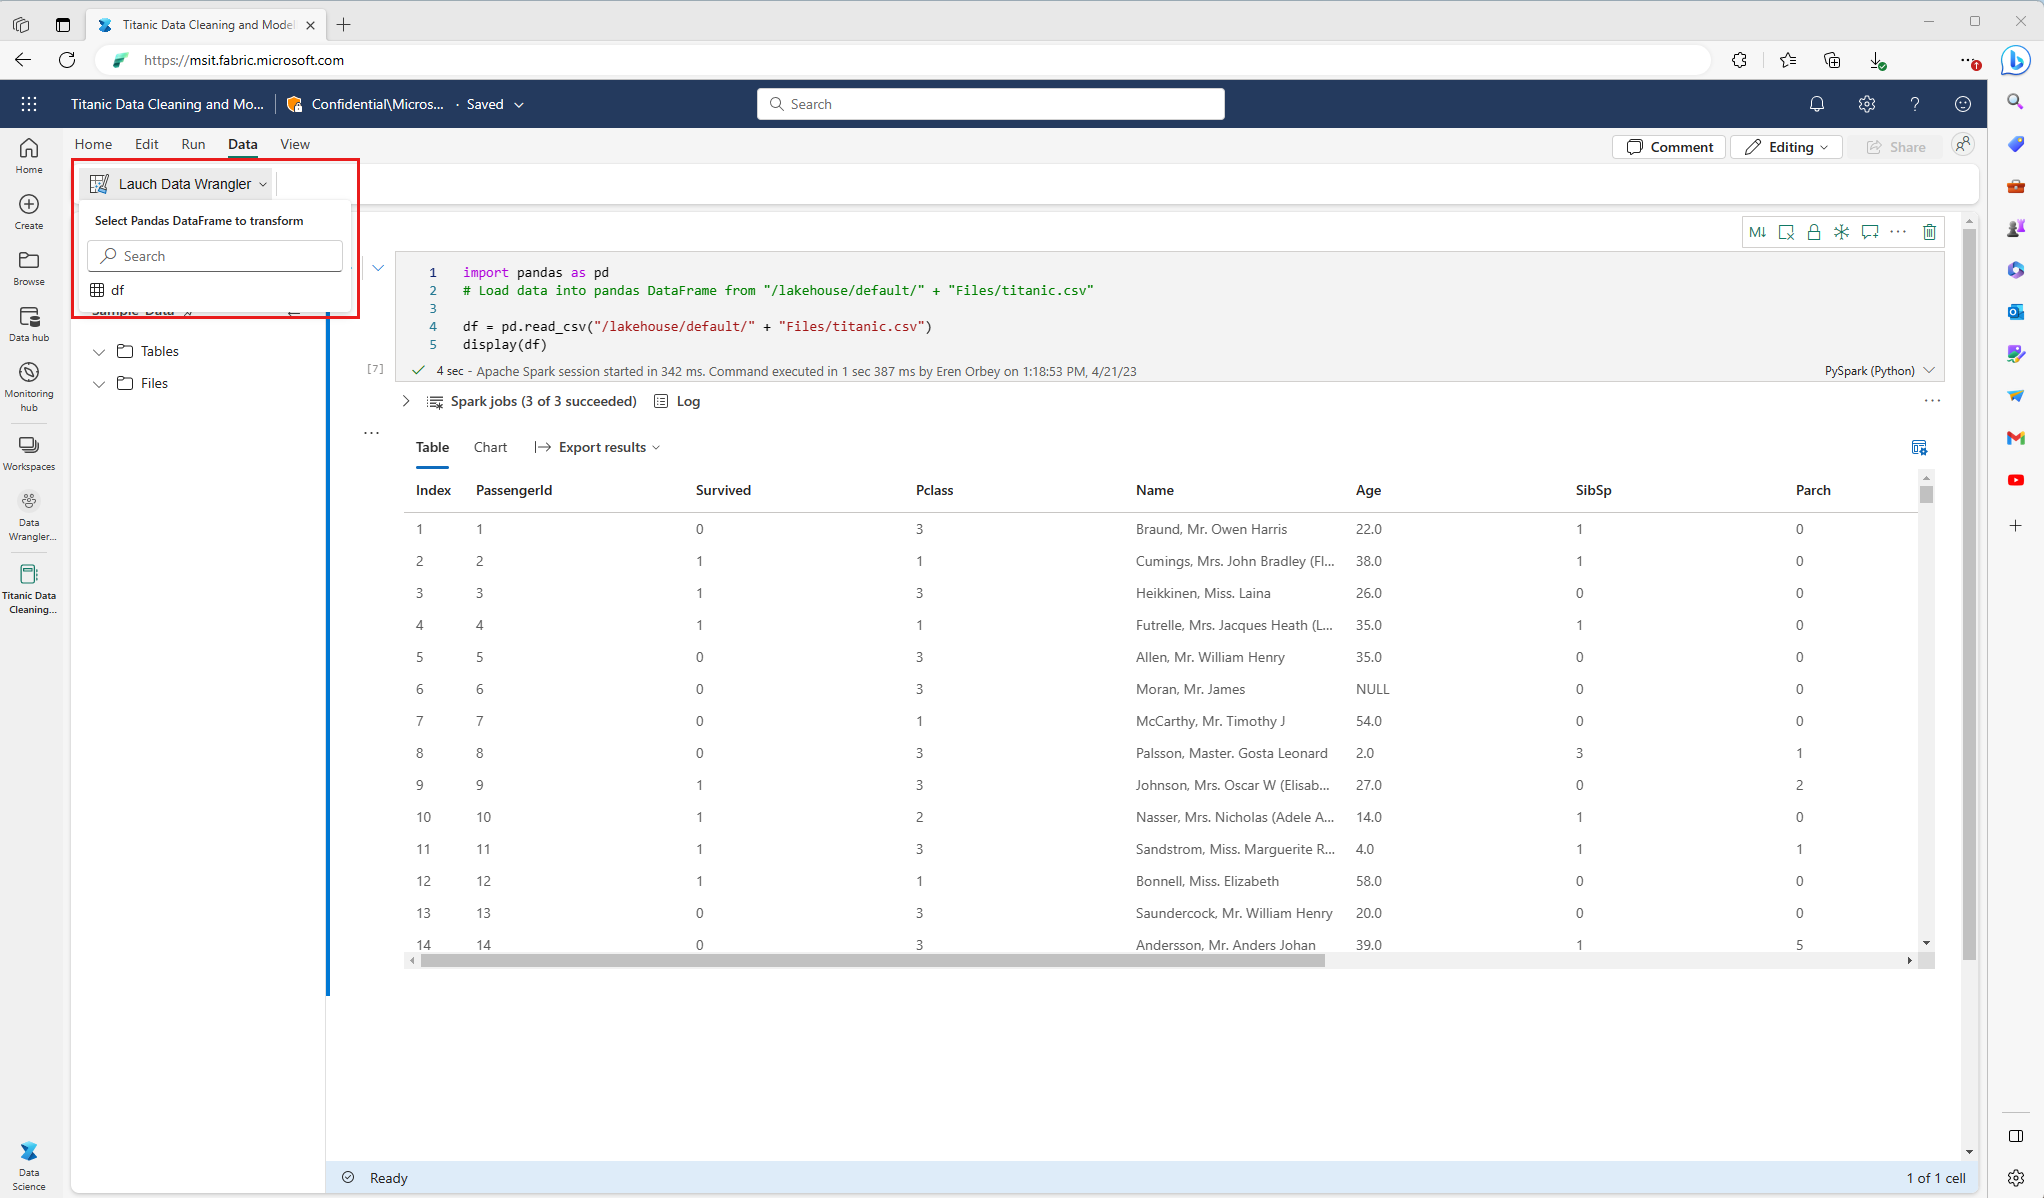 Titanic Data Cleaning and Model
https://msit.fabric.microsoft.com
Titanic Data Cleaning and Mo... Confidential\Micros... · Saved Search
Home Edit Run Data View Comment Editing Share
Lauch Data Wrangler
Select Pandas DataFrame to transform
Search
df
Tables
Files
Home
Create
Browse
Data hub
Monitoring
hub
Workspaces
Data
Wrangler...
Titanic Data
Cleaning...
Data
Science
1 import pandas as pd
2 # Load data into pandas DataFrame from "/lakehouse/default/" + "Files/titanic.csv"
3
4 df = pd.read_csv("/lakehouse/default/" + "Files/titanic.csv")
5 display(df)
[7] 4 sec - Apache Spark session started in 342 ms. Command executed in 1 sec 387 ms by Eren Orbey on 1:18:53 PM, 4/21/23 PySpark (Python)
Spark jobs (3 of 3 succeeded) Log
Table Chart Export results
Index PassengerId Survived Pclass Name Age SibSp Parch
1 1 0 3 Braund, Mr. Owen Harris 22.0 1 0
2 2 1 1 Cumings, Mrs. John Bradley (Fl... 38.0 1 0
3 3 1 3 Heikkinen, Miss. Laina 26.0 0 0
4 4 1 1 Futrelle, Mrs. Jacques Heath (L... 35.0 1 0
5 5 0 3 Allen, Mr. William Henry 35.0 0 0
6 6 0 3 Moran, Mr. James NULL 0 0
7 7 0 1 McCarthy, Mr. Timothy J 54.0 0 0
8 8 0 3 Palsson, Master. Gosta Leonard 2.0 3 1
9 9 1 3 Johnson, Mrs. Oscar W (Elisab... 27.0 0 2
10 10 1 2 Nasser, Mrs. Nicholas (Adele A... 14.0 1 0
11 11 1 3 Sandstrom, Miss. Marguerite R... 4.0 1 1
12 12 1 1 Bonnell, Miss. Elizabeth 58.0 0 0
13 13 0 3 Saundercock, Mr. William Henry 20.0 0 0
14 14 0 3 Andersson, Mr. Anders Johan 39.0 1 5
Ready 1 of 1 cell